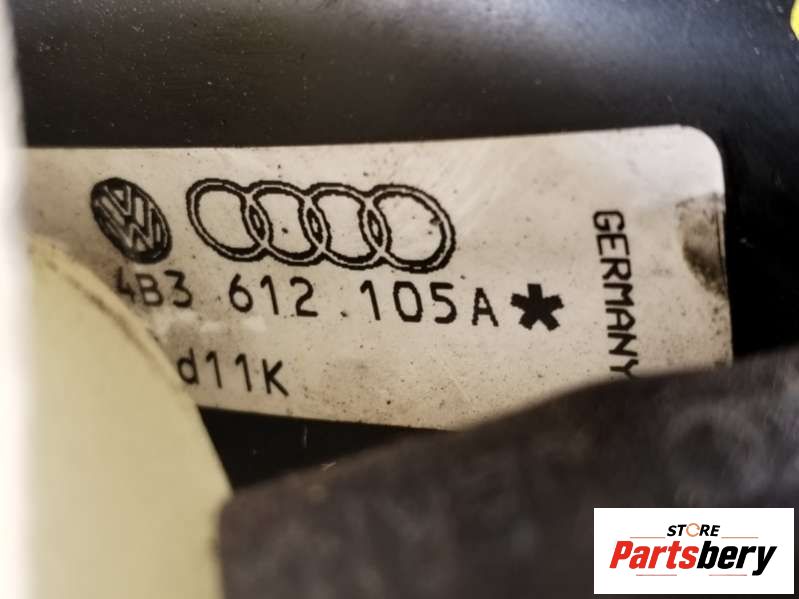 4B3 612 105A*
d11K
GERMANY
STORE
Partsbery